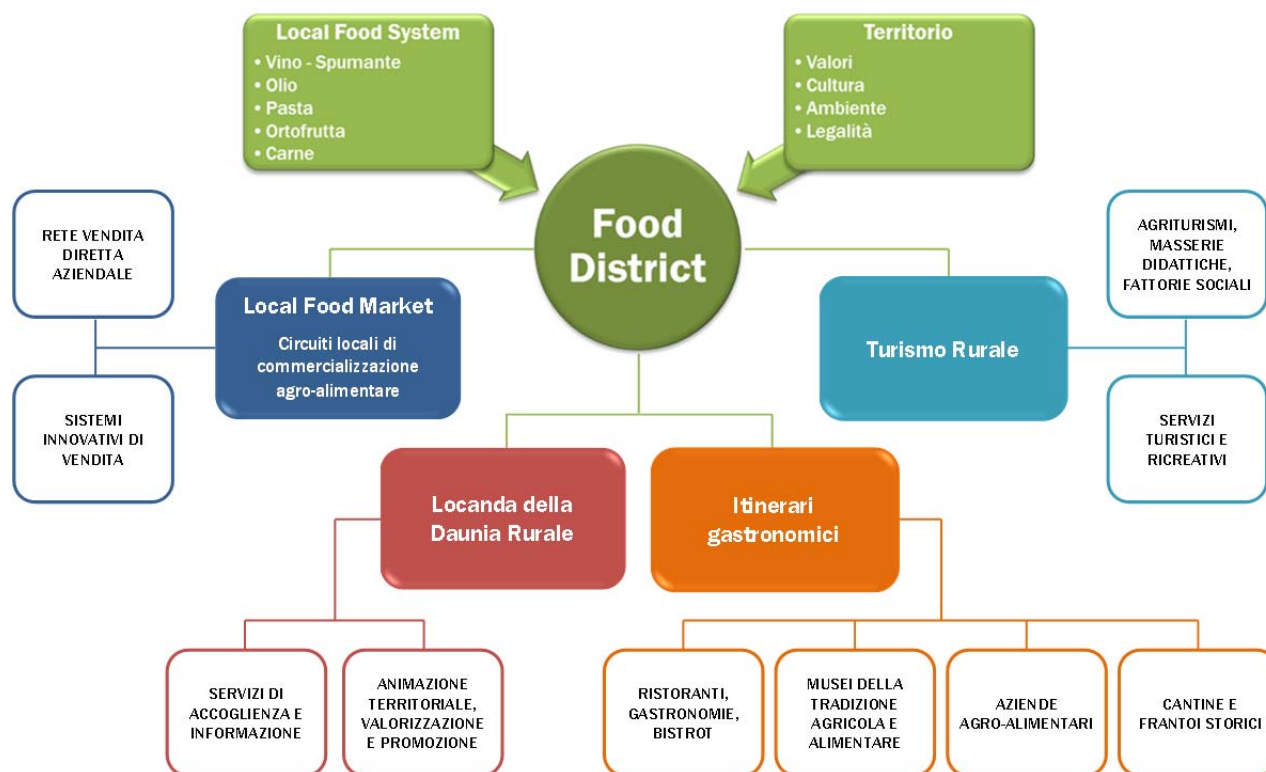 Local Food System
• Vino - Spumante
• Olio
• Pasta
• Ortofrutta
• Carne
Territorio
• Valori
• Cultura
• Ambiente
• Legalità
Food
District
RETE VENDITA
DIRETTA
AZIENDALE
SISTEMI
INNOVATIVI DI
VENDITA
Local Food Market
Circuiti locali di
commercializzazione
agro-alimentare
Turismo Rurale
AGRITURISMI,
MASSERIE
DIDATTICHE,
FATTORIE SOCIALI
SERVIZI
TURISTICI E
RICREATIVI
Locanda della
Daunia Rurale
Itinerari
gastronomici
SERVIZI DI
ACCOGLIENZA E
INFORMAZIONE
ANIMAZIONE
TERRITORIALE,
VALORIZZAZIONE
E PROMOZIONE
RISTORANTI,
GASTRONOMIE,
BISTROT
MUSEI DELLA
TRADIZIONE
AGRICOLA E
ALIMENTARE
AZIENDE
AGRO-ALIMENTARI
CANTINE E
FRANTOI STORICI